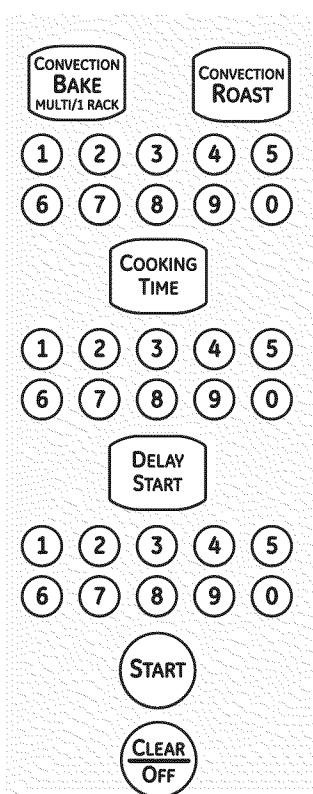 CONVECTION
BAKE
MULTI/1 RACK
CONVECTION
ROAST
1 2 3 4 5
6 7 8 9 0
COOKING
TIME
1 2 3 4 5
6 7 8 9 0
DELAY
START
1 2 3 4 5
6 7 8 9 0
START
CLEAR
OFF